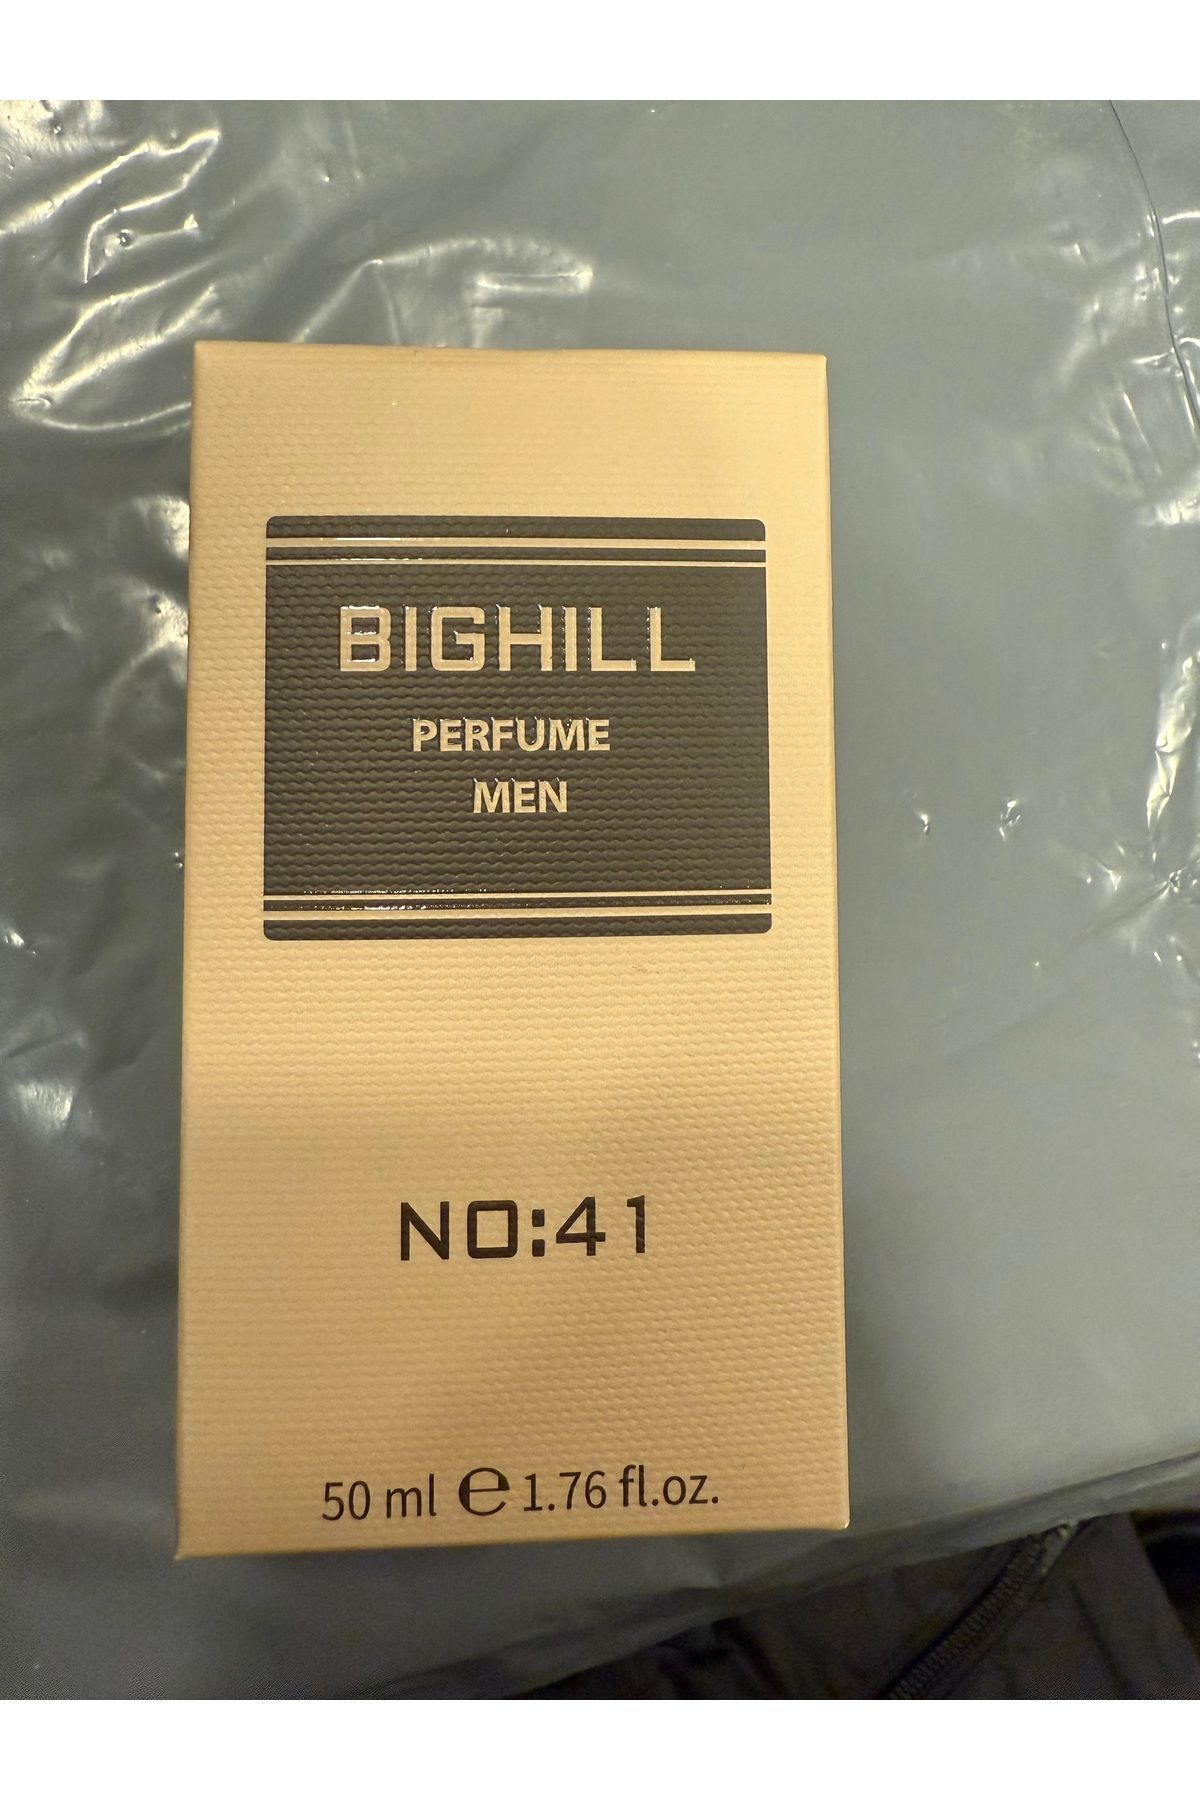 BIGHILL
PERFUME
MEN
NO:41
50 ml ℮ 1.76 fl.oz.